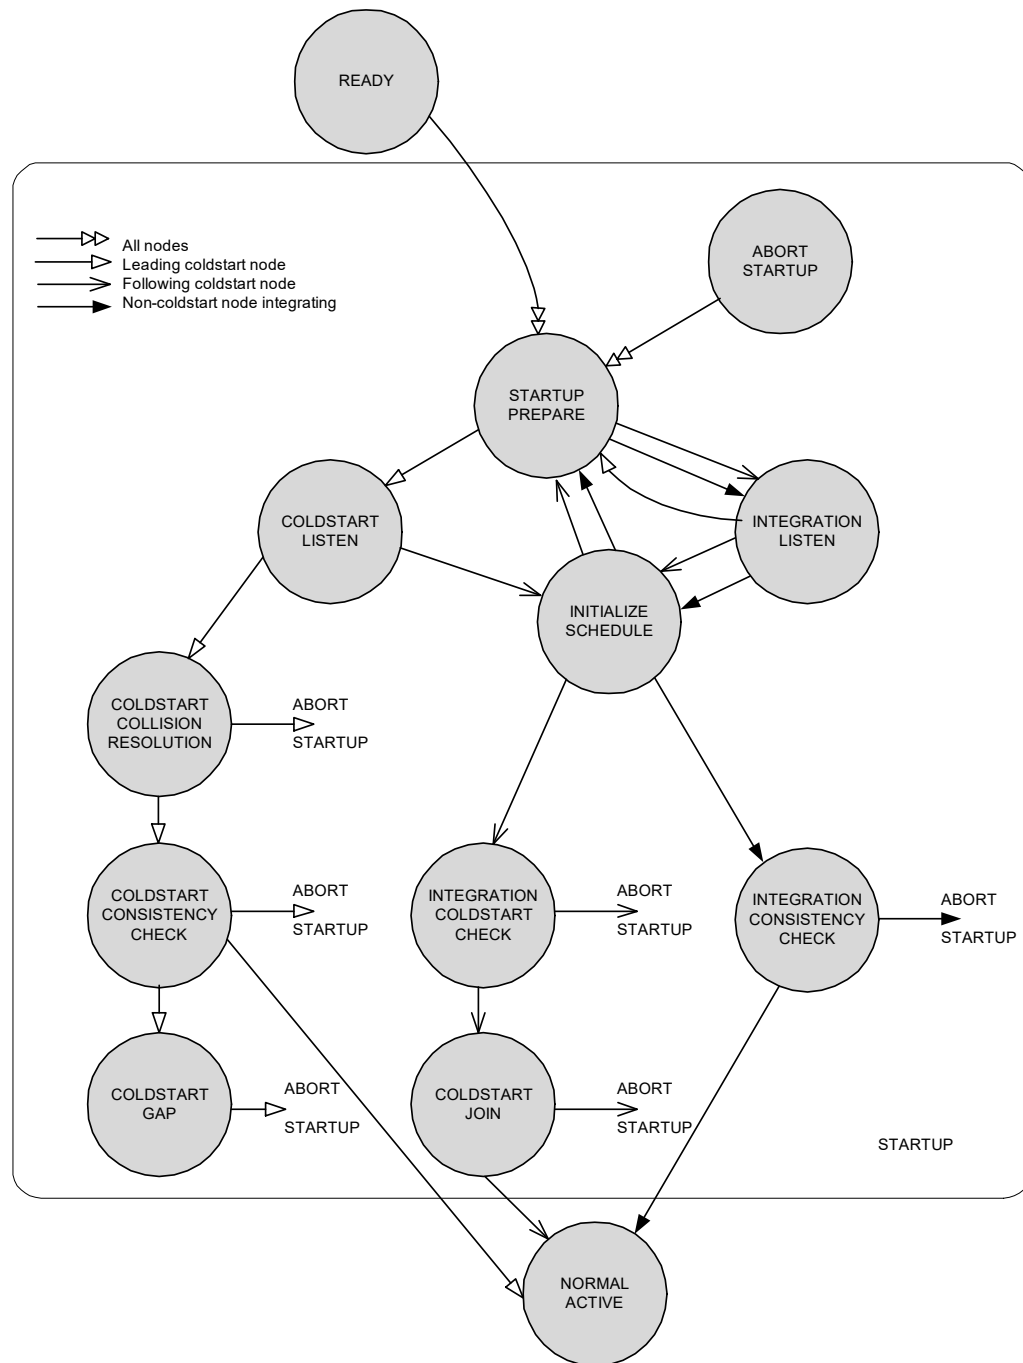 READY
All nodes
Leading coldstart node
Following coldstart node
Non-coldstart node integrating
ABORT
STARTUP
STARTUP
PREPARE
COLDSTART
LISTEN
INTEGRATION
LISTEN
INITIALIZE
SCHEDULE
COLDSTART
COLLISION
RESOLUTION
ABORT
STARTUP
COLDSTART
CONSISTENCY
CHECK
ABORT
STARTUP
INTEGRATION
COLDSTART
CHECK
ABORT
STARTUP
INTEGRATION
CONSISTENCY
CHECK
ABORT
STARTUP
COLDSTART
GAP
ABORT
STARTUP
COLDSTART
JOIN
ABORT
STARTUP
STARTUP
NORMAL
ACTIVE